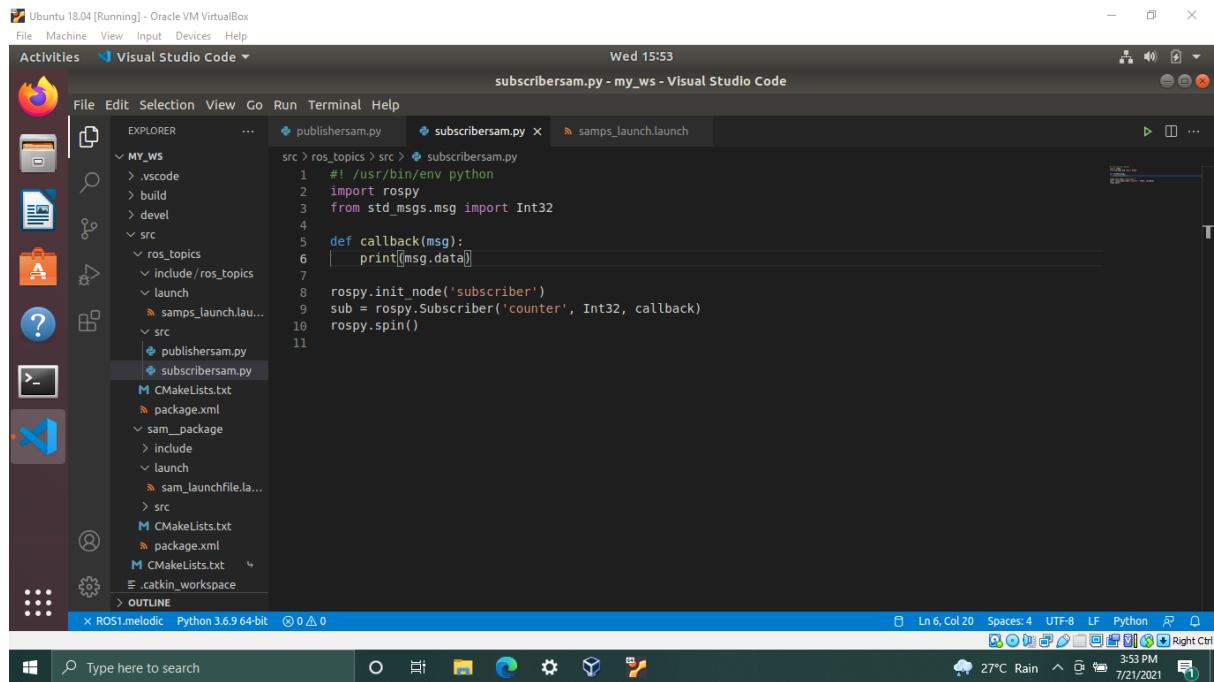 Ubuntu 18.04 [Running] - Oracle VM VirtualBox
File Machine View Input Devices Help
Activities Visual Studio Code Wed 15:53
subscribersam.py - my_ws - Visual Studio Code
File Edit Selection View Go Run Terminal Help
EXPLORER ... publishersam.py subscribersam.py × samps_launch.launch
MY_WS
.vscode
build
devel
src
ros_topics
include/ros_topics
launch
samps_launch.lau...
src
publishersam.py
subscribersam.py
CMakeLists.txt
package.xml
sam__package
include
launch
sam_launchfile.la...
src
CMakeLists.txt
package.xml
CMakeLists.txt
.catkin_workspace
OUTLINE
src > ros_topics > src > subscribersam.py
1 #! /usr/bin/env python
2 import rospy
3 from std_msgs.msg import Int32
4
5 def callback(msg):
6 print(msg.data)
7
8 rospy.init_node('subscriber')
9 sub = rospy.Subscriber('counter', Int32, callback)
10 rospy.spin()
11
× ROS1.melodic Python 3.6.9 64-bit 0 0 Ln 6, Col 20 Spaces: 4 UTF-8 LF Python
Right Ctrl
Type here to search 27°C Rain 3:53 PM
7/21/2021
1